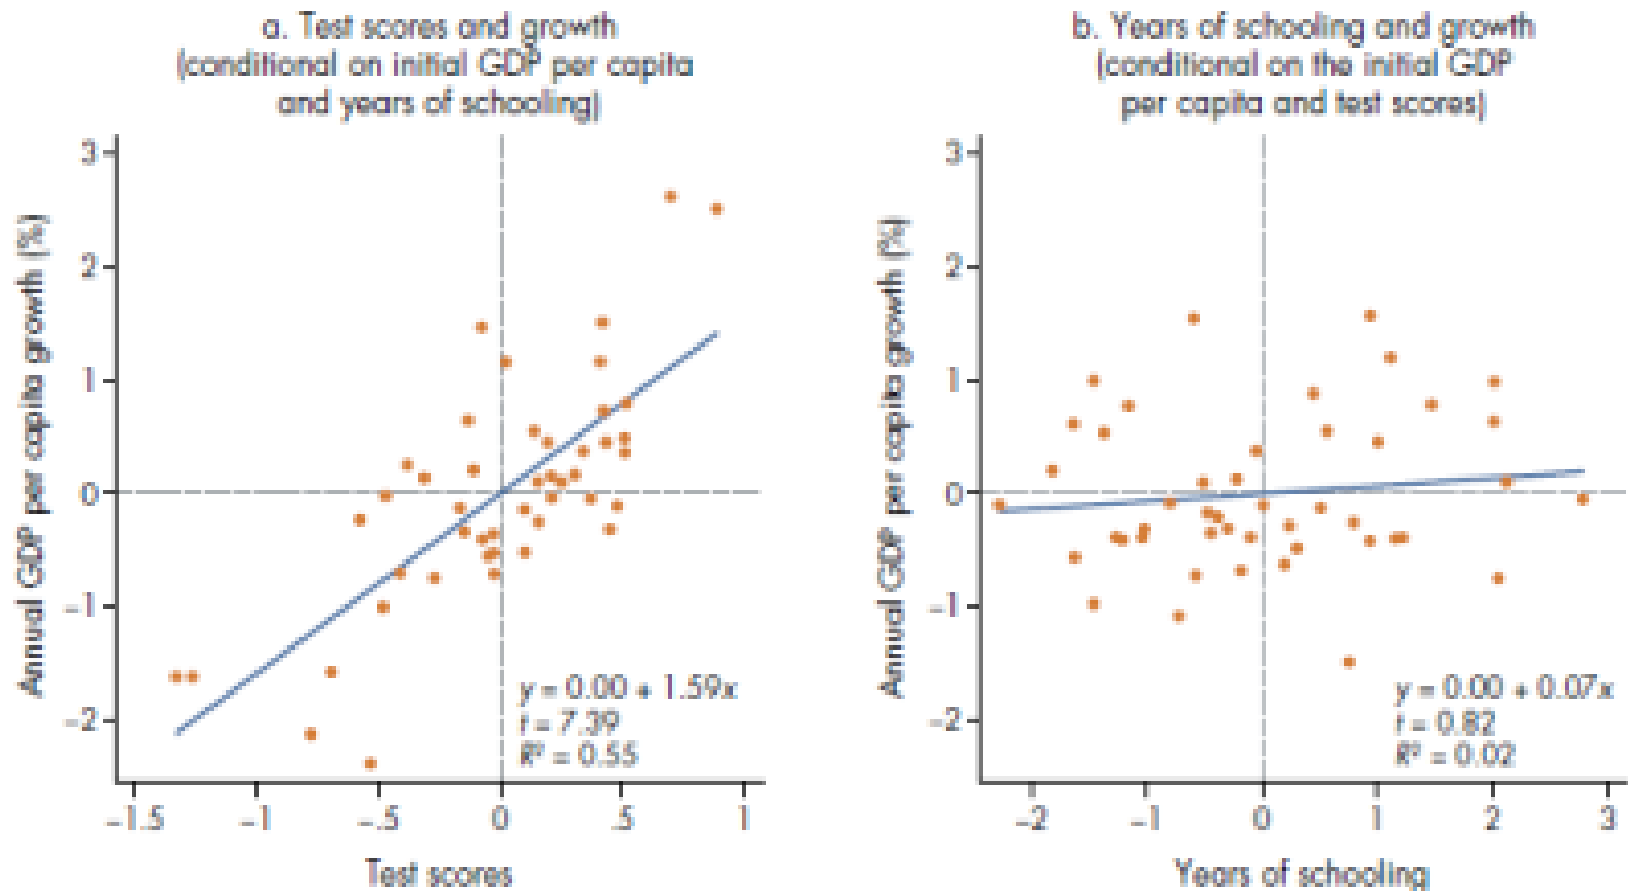 a. Test scores and growth
(conditional on initial GDP per capita
and years of schooling)
3
2
1
0
–1
–2
Annual GDP per capita growth (%)
y = 0.00 + 1.59x
t = 7.39
R² = 0.55
–1.5
–1
–.5
0
.5
1
Test scores
b. Years of schooling and growth
(conditional on the initial GDP
per capita and test scores)
3
2
1
0
–1
–2
Annual GDP per capita growth (%)
y = 0.00 + 0.07x
t = 0.82
R² = 0.02
–2
–1
0
1
2
3
Years of schooling